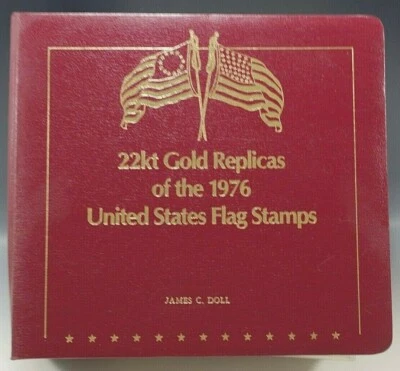 22kt Gold Replicas
of the 1976
United States Flag Stamps
JAMES C. DOLL